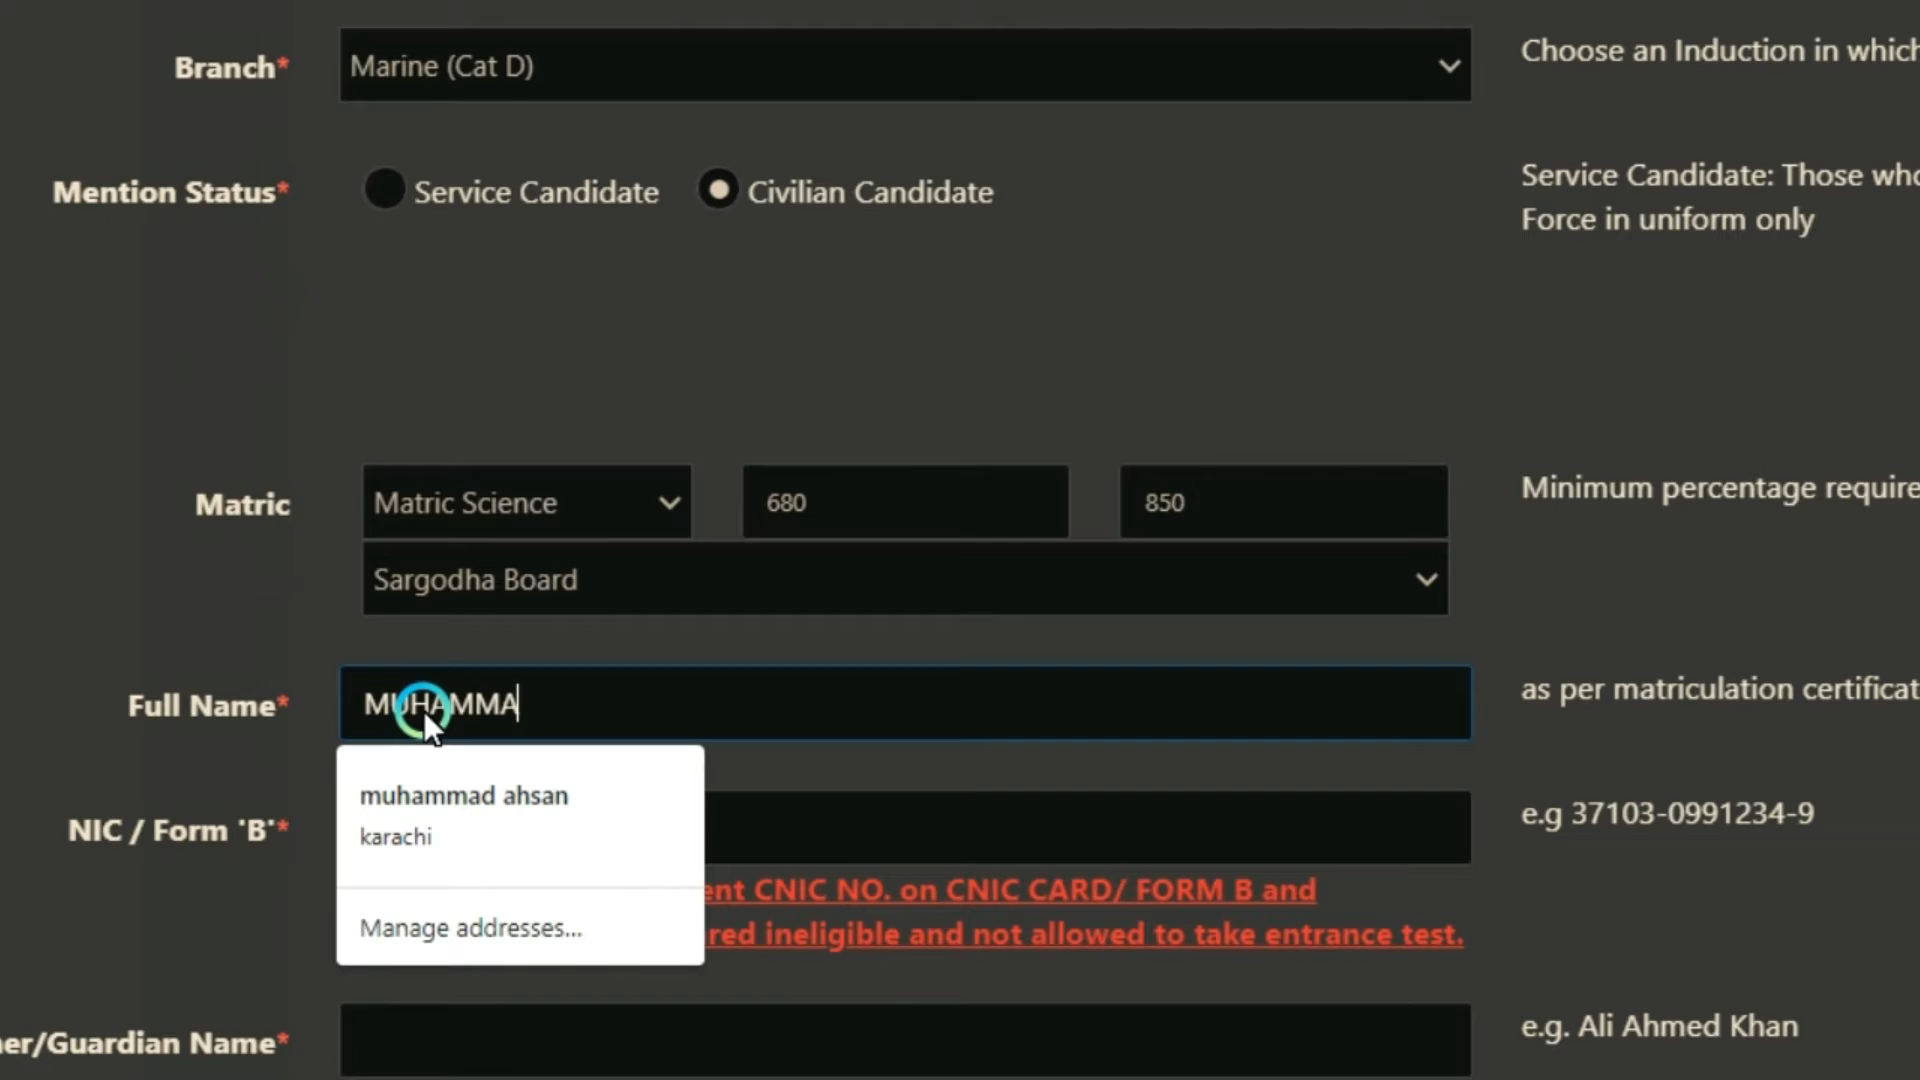 Branch*
Marine (Cat D)
Choose an Induction in which
Mention Status*
Service Candidate
Civilian Candidate
Service Candidate: Those who
Force in uniform only
Matric
Matric Science
680
850
Minimum percentage require
Sargodha Board
Full Name*
MUHAMMA
as per matriculation certificat
muhammad ahsan
karachi
Manage addresses...
NIC / Form 'B'*
e.g 37103-0991234-9
ent CNIC NO. on CNIC CARD/ FORM B and
red ineligible and not allowed to take entrance test.
her/Guardian Name*
e.g. Ali Ahmed Khan